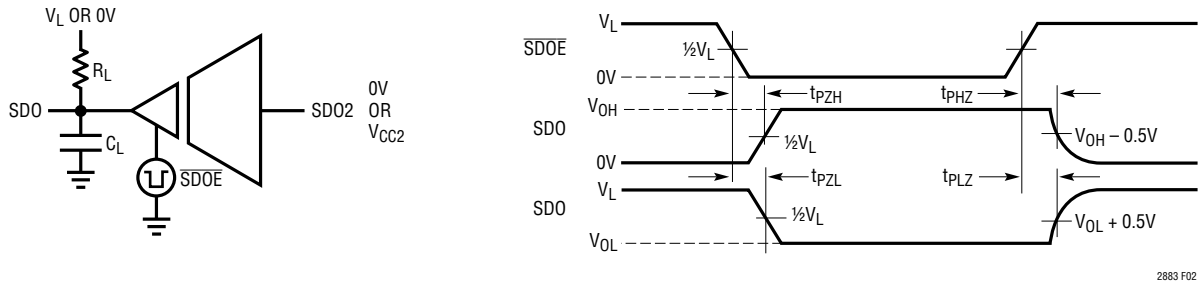 V_L OR 0V
R_L
SDO
C_L
SDOE
SDO2
0V
OR
V_CC2
V_L
SDOE
½V_L
0V
V_OH
t_PZH
t_PHZ
SDO
½V_L
V_OH – 0.5V
0V
V_L
t_PZL
t_PLZ
SDO
½V_L
V_OL + 0.5V
V_OL
2883 F02